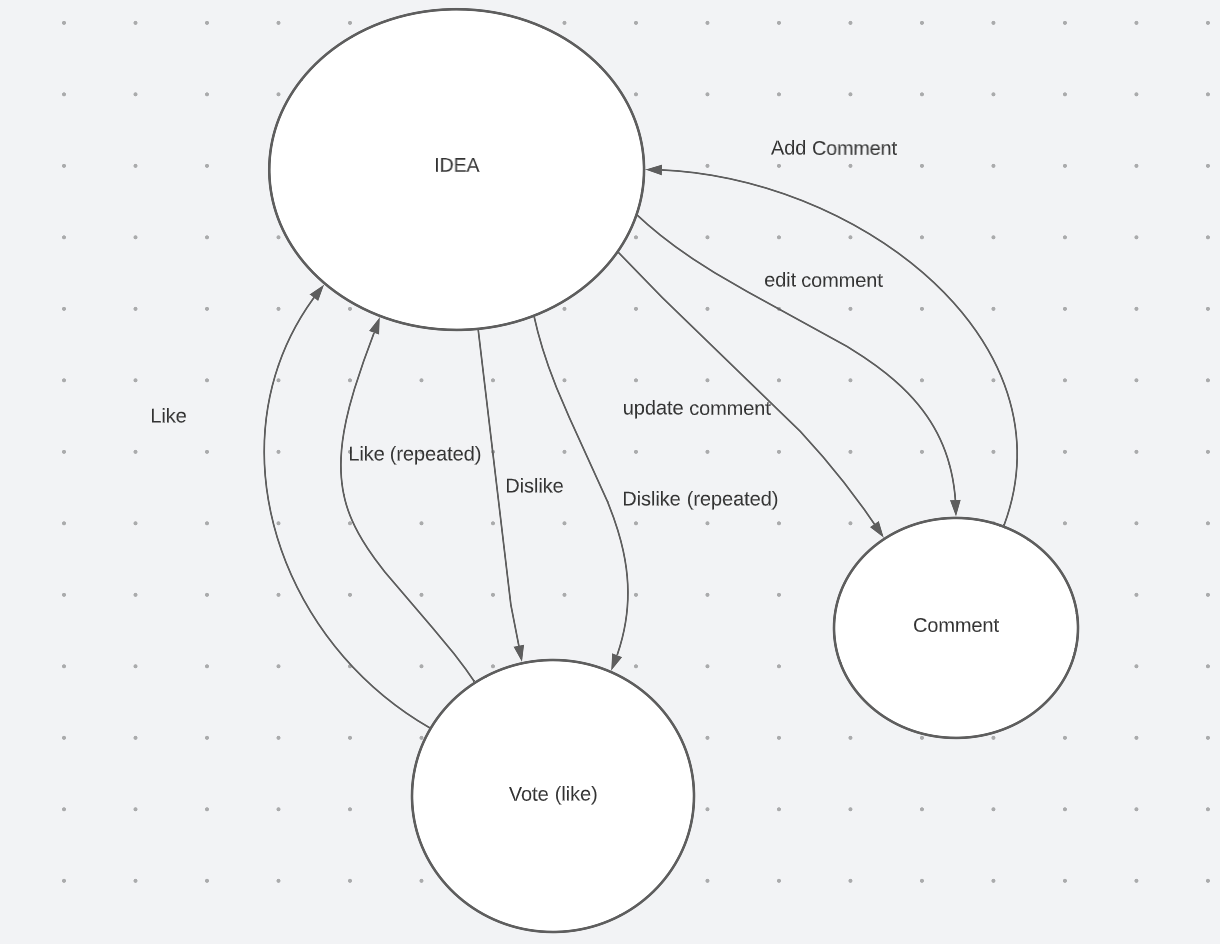 IDEA
Add Comment
edit comment
update comment
Like
Like (repeated)
Dislike
Dislike (repeated)
Comment
Vote (like)